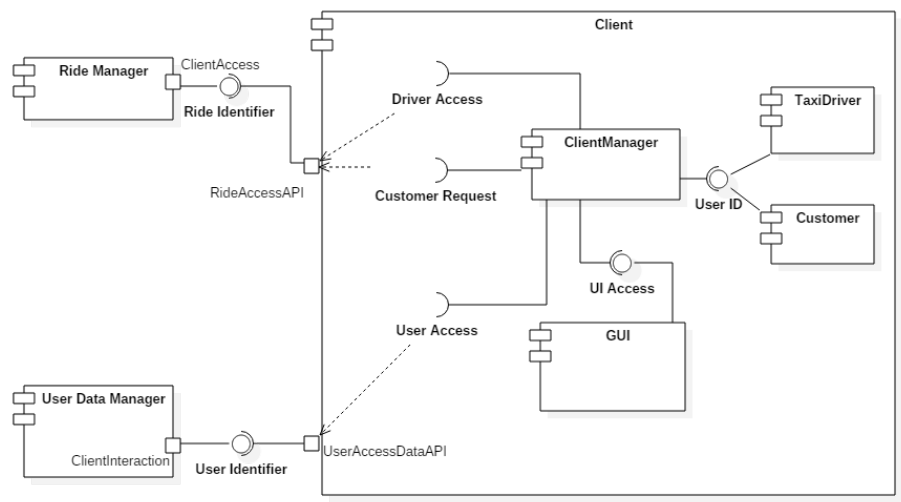 Client
Ride Manager
ClientAccess
Ride Identifier
Driver Access
TaxiDriver
ClientManager
RideAccessAPI
Customer Request
User ID
Customer
UI Access
User Access
GUI
User Data Manager
ClientInteraction
User Identifier
UserAccessDataAPI